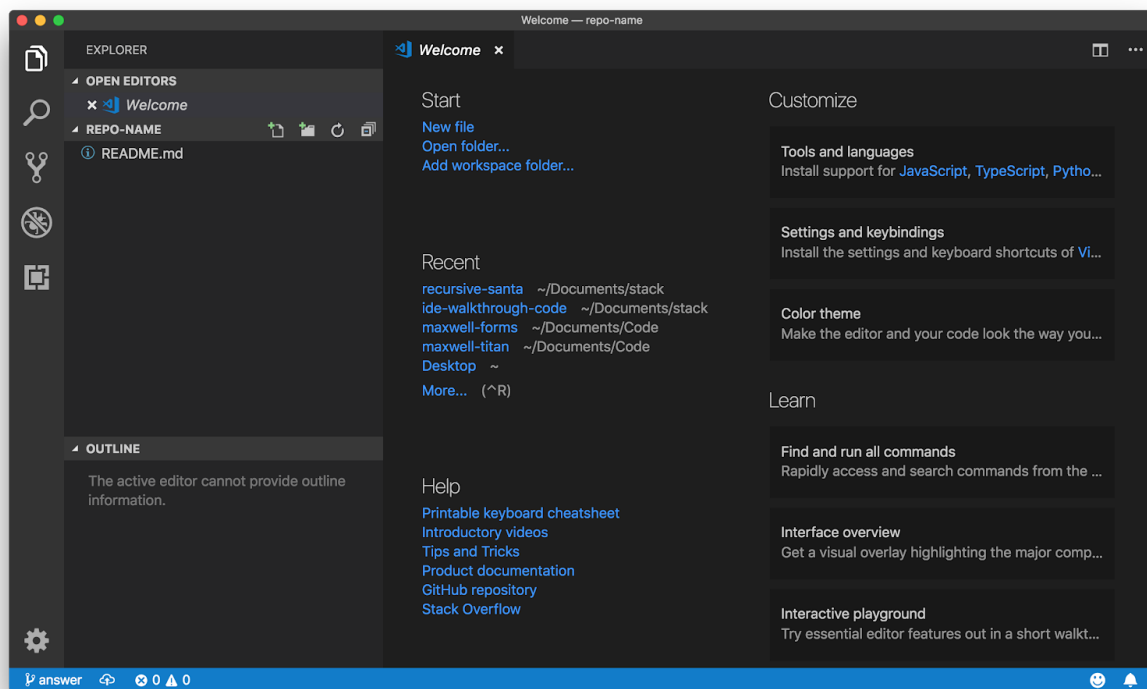 Welcome — repo-name
EXPLORER
OPEN EDITORS
Welcome
REPO-NAME
README.md
OUTLINE
The active editor cannot provide outline
information.
Welcome
Start
New file
Open folder...
Add workspace folder...
Recent
recursive-santa ~/Documents/stack
ide-walkthrough-code ~/Documents/stack
maxwell-forms ~/Documents/Code
maxwell-titan ~/Documents/Code
Desktop ~
More... (^R)
Help
Printable keyboard cheatsheet
Introductory videos
Tips and Tricks
Product documentation
GitHub repository
Stack Overflow
Customize
Tools and languages
Install support for JavaScript, TypeScript, Pytho...
Settings and keybindings
Install the settings and keyboard shortcuts of Vi...
Color theme
Make the editor and your code look the way you...
Learn
Find and run all commands
Rapidly access and search commands from the ...
Interface overview
Get a visual overlay highlighting the major comp...
Interactive playground
Try essential editor features out in a short walkt...
answer 0 0